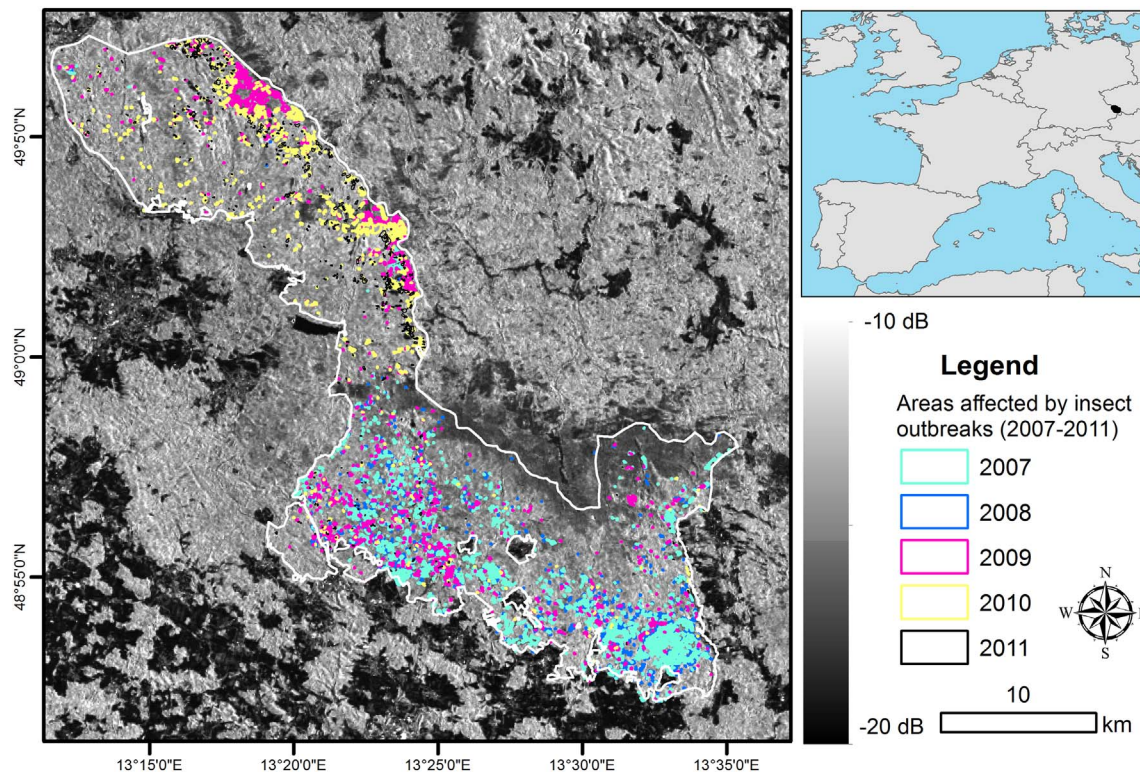 49°5'0"N
49°0'0"N
48°55'0"N
13°15'0"E
13°20'0"E
13°25'0"E
13°30'0"E
13°35'0"E
-10 dB
-20 dB
Legend
Areas affected by insect
outbreaks (2007-2011)
2007
2008
2009
2010
2011
N
W
S
10
km